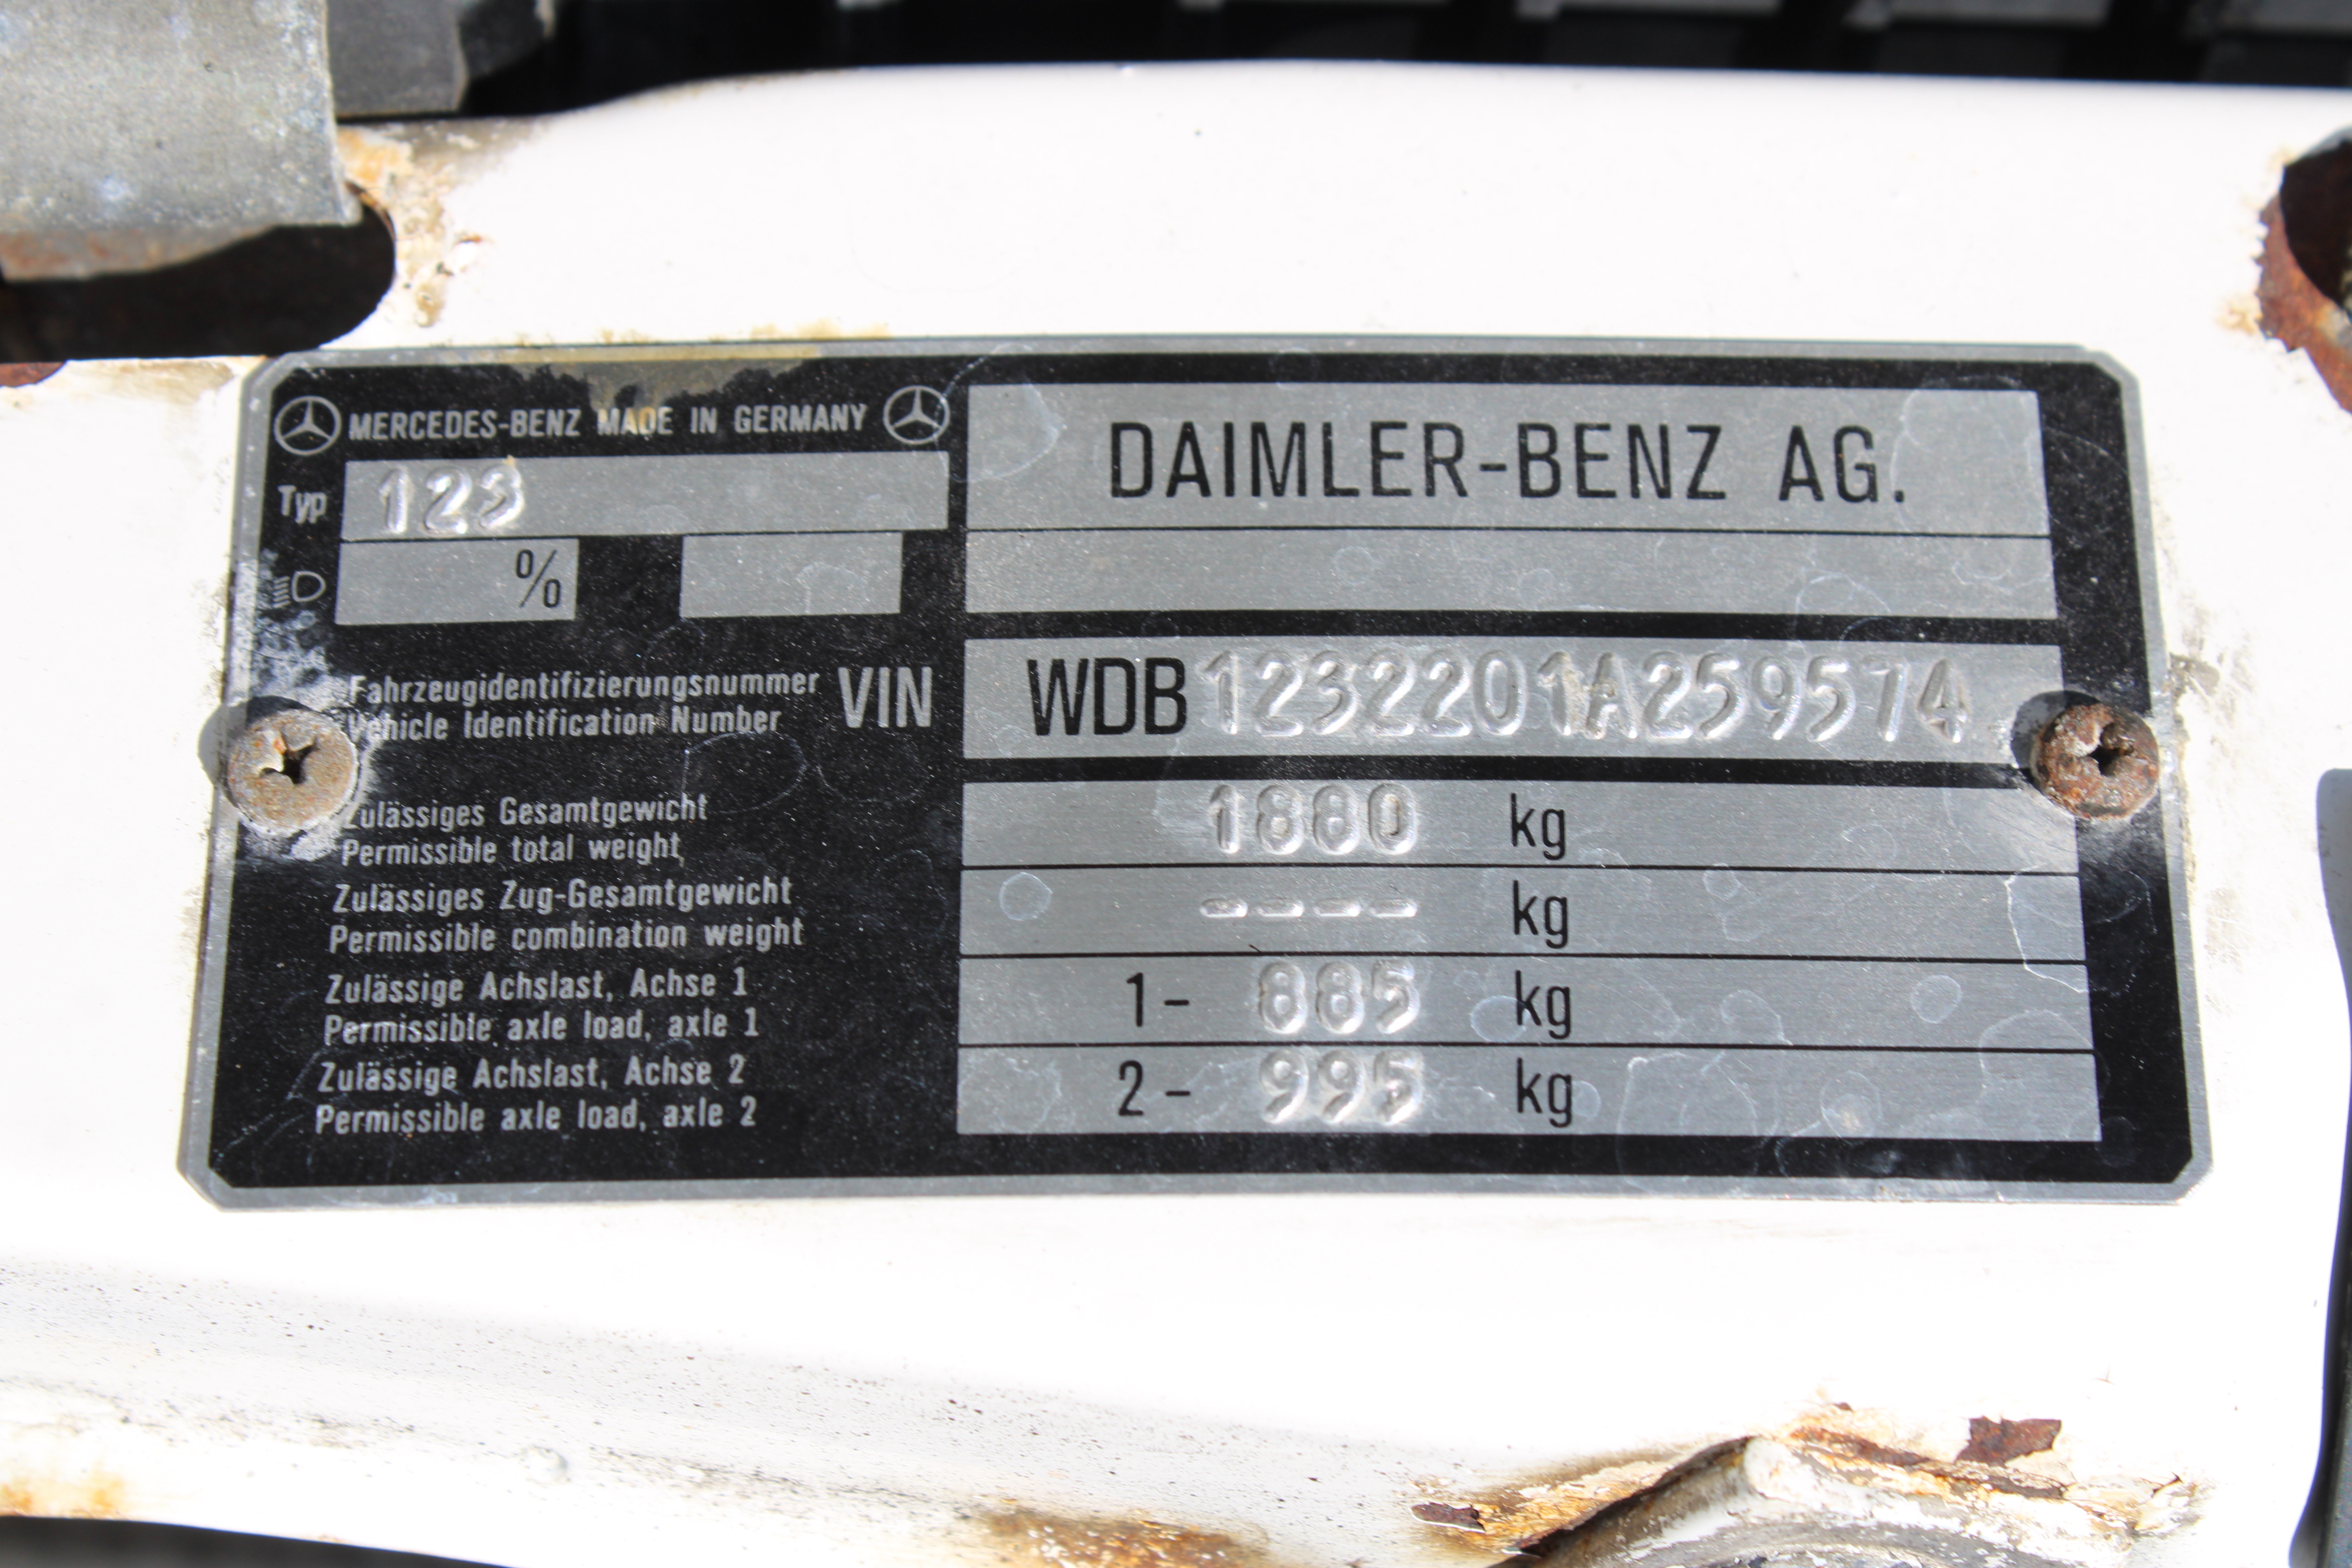 MERCEDES-BENZ MADE IN GERMANY
DAIMLER-BENZ AG.
Typ 123
%
Fahrzeugidentifizierungsnummer
Vehicle Identification Number
VIN WDB1232201A259574
Zulässiges Gesamtgewicht
Permissible total weight
1880 kg
Zulässiges Zug-Gesamtgewicht
Permissible combination weight
---- kg
Zulässige Achslast, Achse 1
Permissible axle load, axle 1
1- 885 kg
Zulässige Achslast, Achse 2
Permissible axle load, axle 2
2- 995 kg